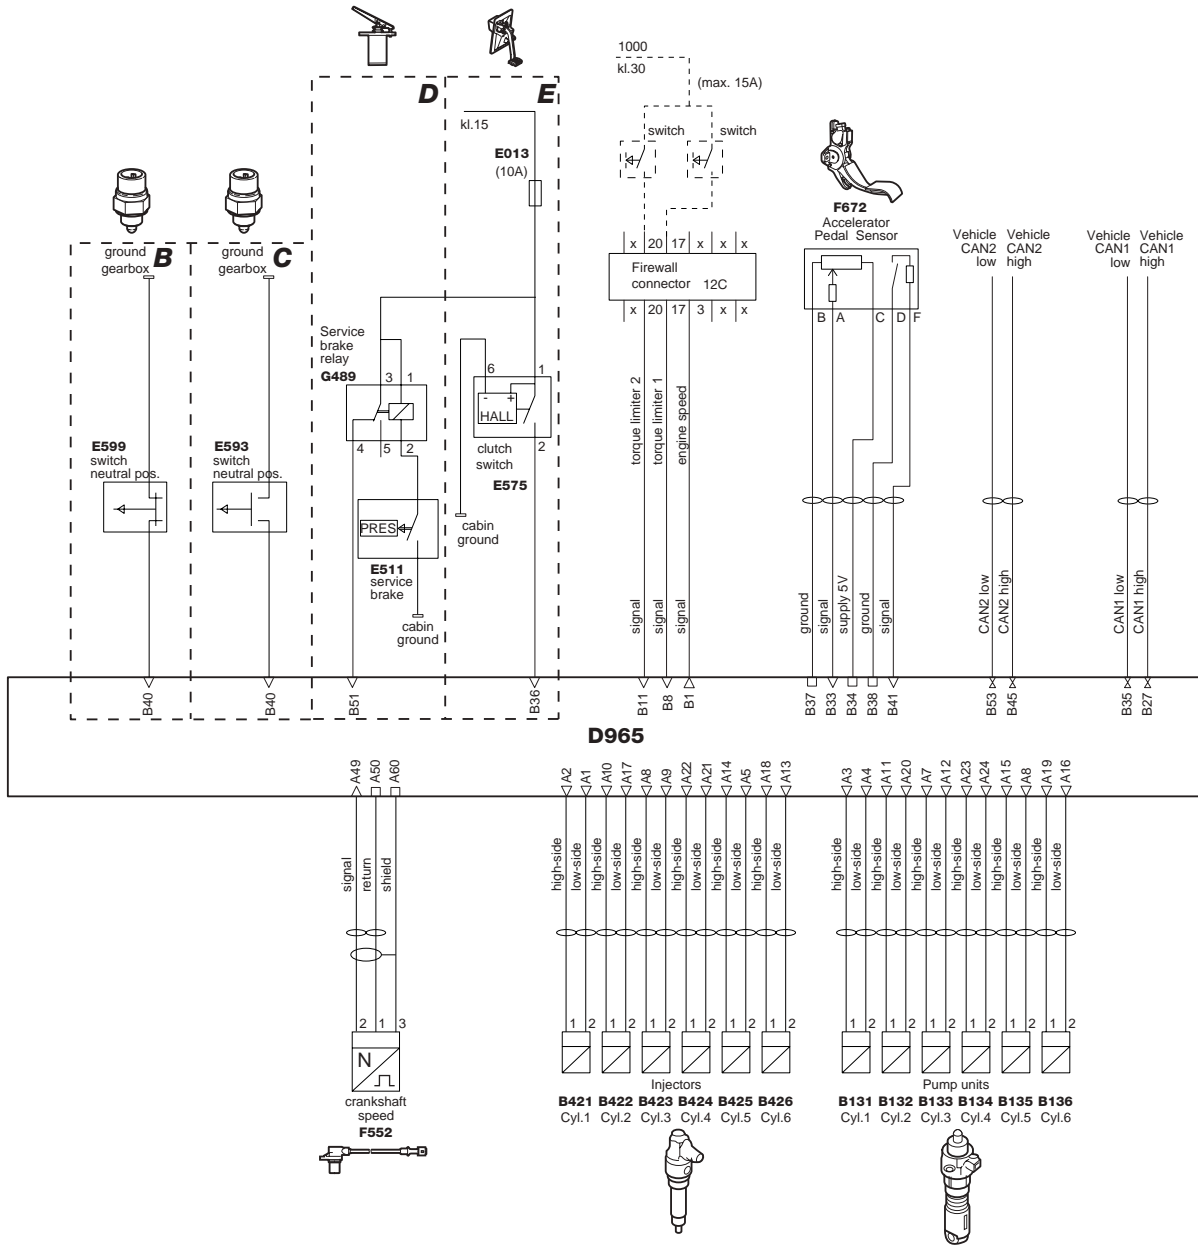 1000
kl.30
(max. 15A)
D
E
kl.15
E013
(10A)
switch
switch
F672
Accelerator
Pedal Sensor
ground
gearbox
B
ground
gearbox
C
x 20 17 x x x
Firewall
connector 12C
x 20 17 3 x x
B A C D F
Vehicle
CAN2
low
Vehicle
CAN2
high
Vehicle
CAN1
low
Vehicle
CAN1
high
Service
brake
relay
G489
3 1
4 5 2
6 1
- +
HALL
2
clutch
switch
E575
torque limiter 2
torque limiter 1
engine speed
E599
switch
neutral pos.
E593
switch
neutral pos.
PRES
E511
service
brake
cabin
ground
cabin
ground
signal
signal
signal
ground
signal
supply 5V
ground
signal
CAN2 low
CAN2 high
CAN1 low
CAN1 high
B40
B40
B51
B36
B11
B8
B1
B37
B33
B34
B38
B41
B53
B45
B35
B27
D965
A49
A50
A60
A2
A1
A10
A17
A8
A9
A22
A21
A14
A5
A18
A13
A3
A4
A11
A20
A7
A12
A23
A24
A15
A8
A19
A16
signal
return
shield
high-side
low-side
high-side
low-side
high-side
low-side
high-side
low-side
high-side
low-side
high-side
low-side
high-side
low-side
high-side
low-side
high-side
low-side
high-side
low-side
high-side
low-side
high-side
low-side
2 1 3
1 2 1 2 1 2 1 2 1 2 1 2
1 2 1 2 1 2 1 2 1 2 1 2
N
crankshaft
speed
F552
Injectors
B421 B422 B423 B424 B425 B426
Cyl.1 Cyl.2 Cyl.3 Cyl.4 Cyl.5 Cyl.6
Pump units
B131 B132 B133 B134 B135 B136
Cyl.1 Cyl.2 Cyl.3 Cyl.4 Cyl.5 Cyl.6